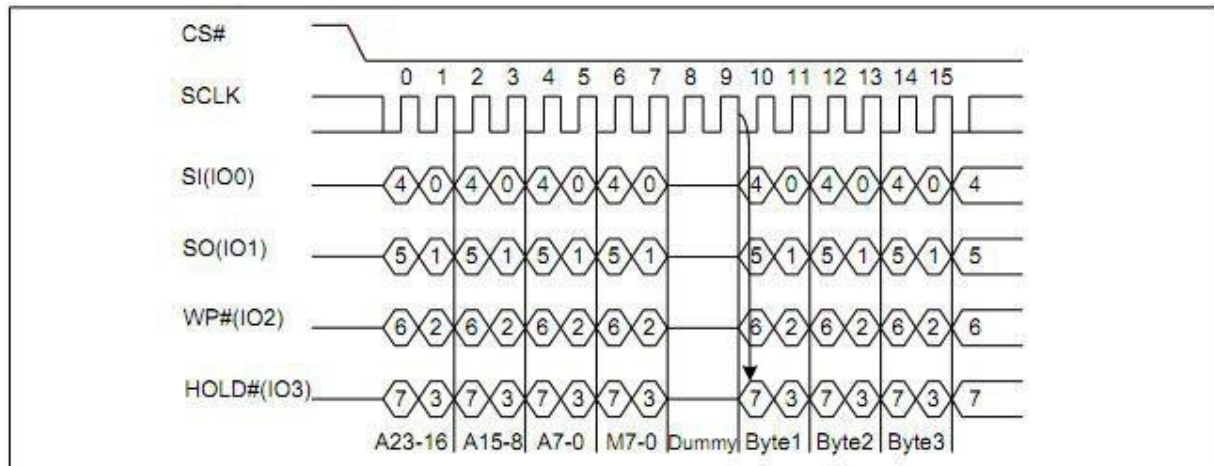 CS#
0 1 2 3 4 5 6 7 8 9 10 11 12 13 14 15
SCLK
SI(IO0) 4 0 4 0 4 0 4 0 4 0 4 0 4 0 4
SO(IO1) 5 1 5 1 5 1 5 1 5 1 5 1 5 1 5
WP#(IO2) 6 2 6 2 6 2 6 2 6 2 6 2 6 2 6
HOLD#(IO3) 7 3 7 3 7 3 7 3 7 3 7 3 7 3 7
A23-16 A15-8 A7-0 M7-0 Dummy Byte1 Byte2 Byte3